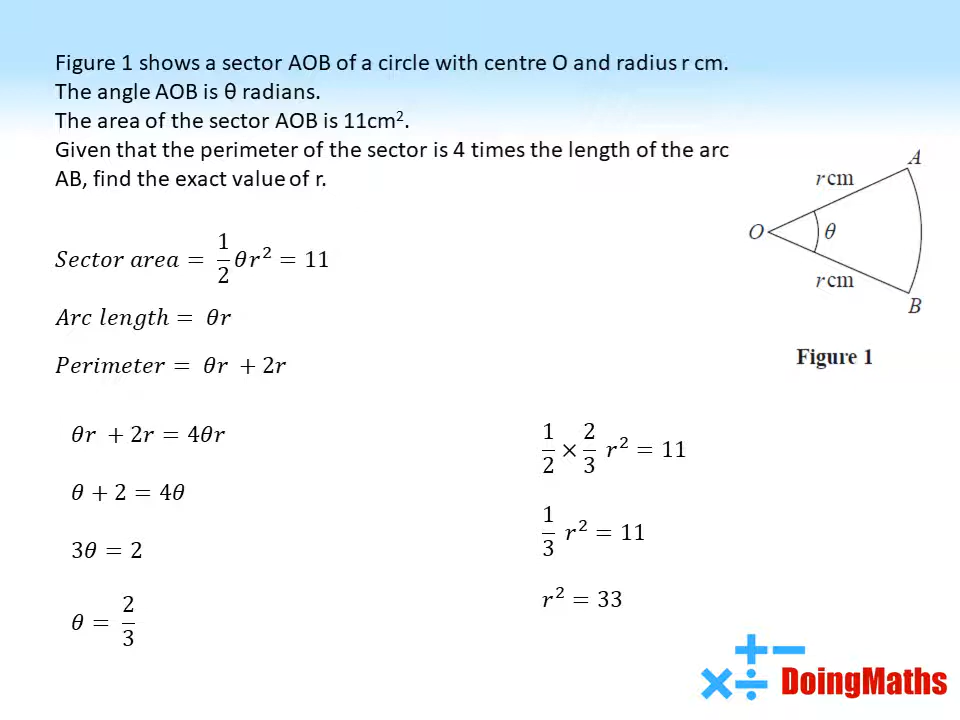 Figure 1 shows a sector AOB of a circle with centre O and radius r cm.
The angle AOB is θ radians.
The area of the sector AOB is 11cm².
Given that the perimeter of the sector is 4 times the length of the arc
AB, find the exact value of r.
A
r cm
O
θ
r cm
B
Figure 1
Sector area = 1/2 θr² = 11
Arc length = θr
Perimeter = θr + 2r
θr + 2r = 4θr
θ + 2 = 4θ
3θ = 2
θ = 2/3
1/2 × 2/3 r² = 11
1/3 r² = 11
r² = 33
+ −
× ÷ DoingMaths